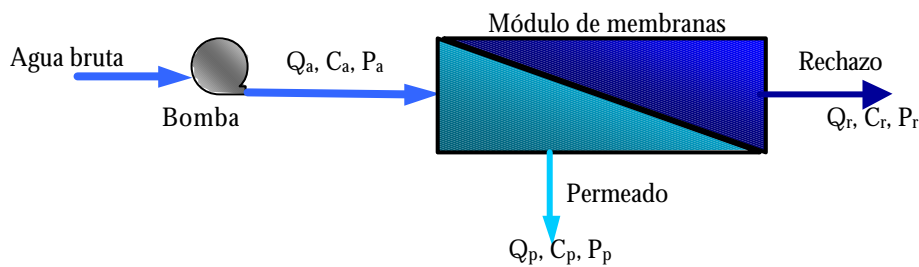 Módulo de membranas
Agua bruta
Qa, Ca, Pa
Rechazo
Bomba
Qr, Cr, Pr
Permeado
Qp, Cp, Pp